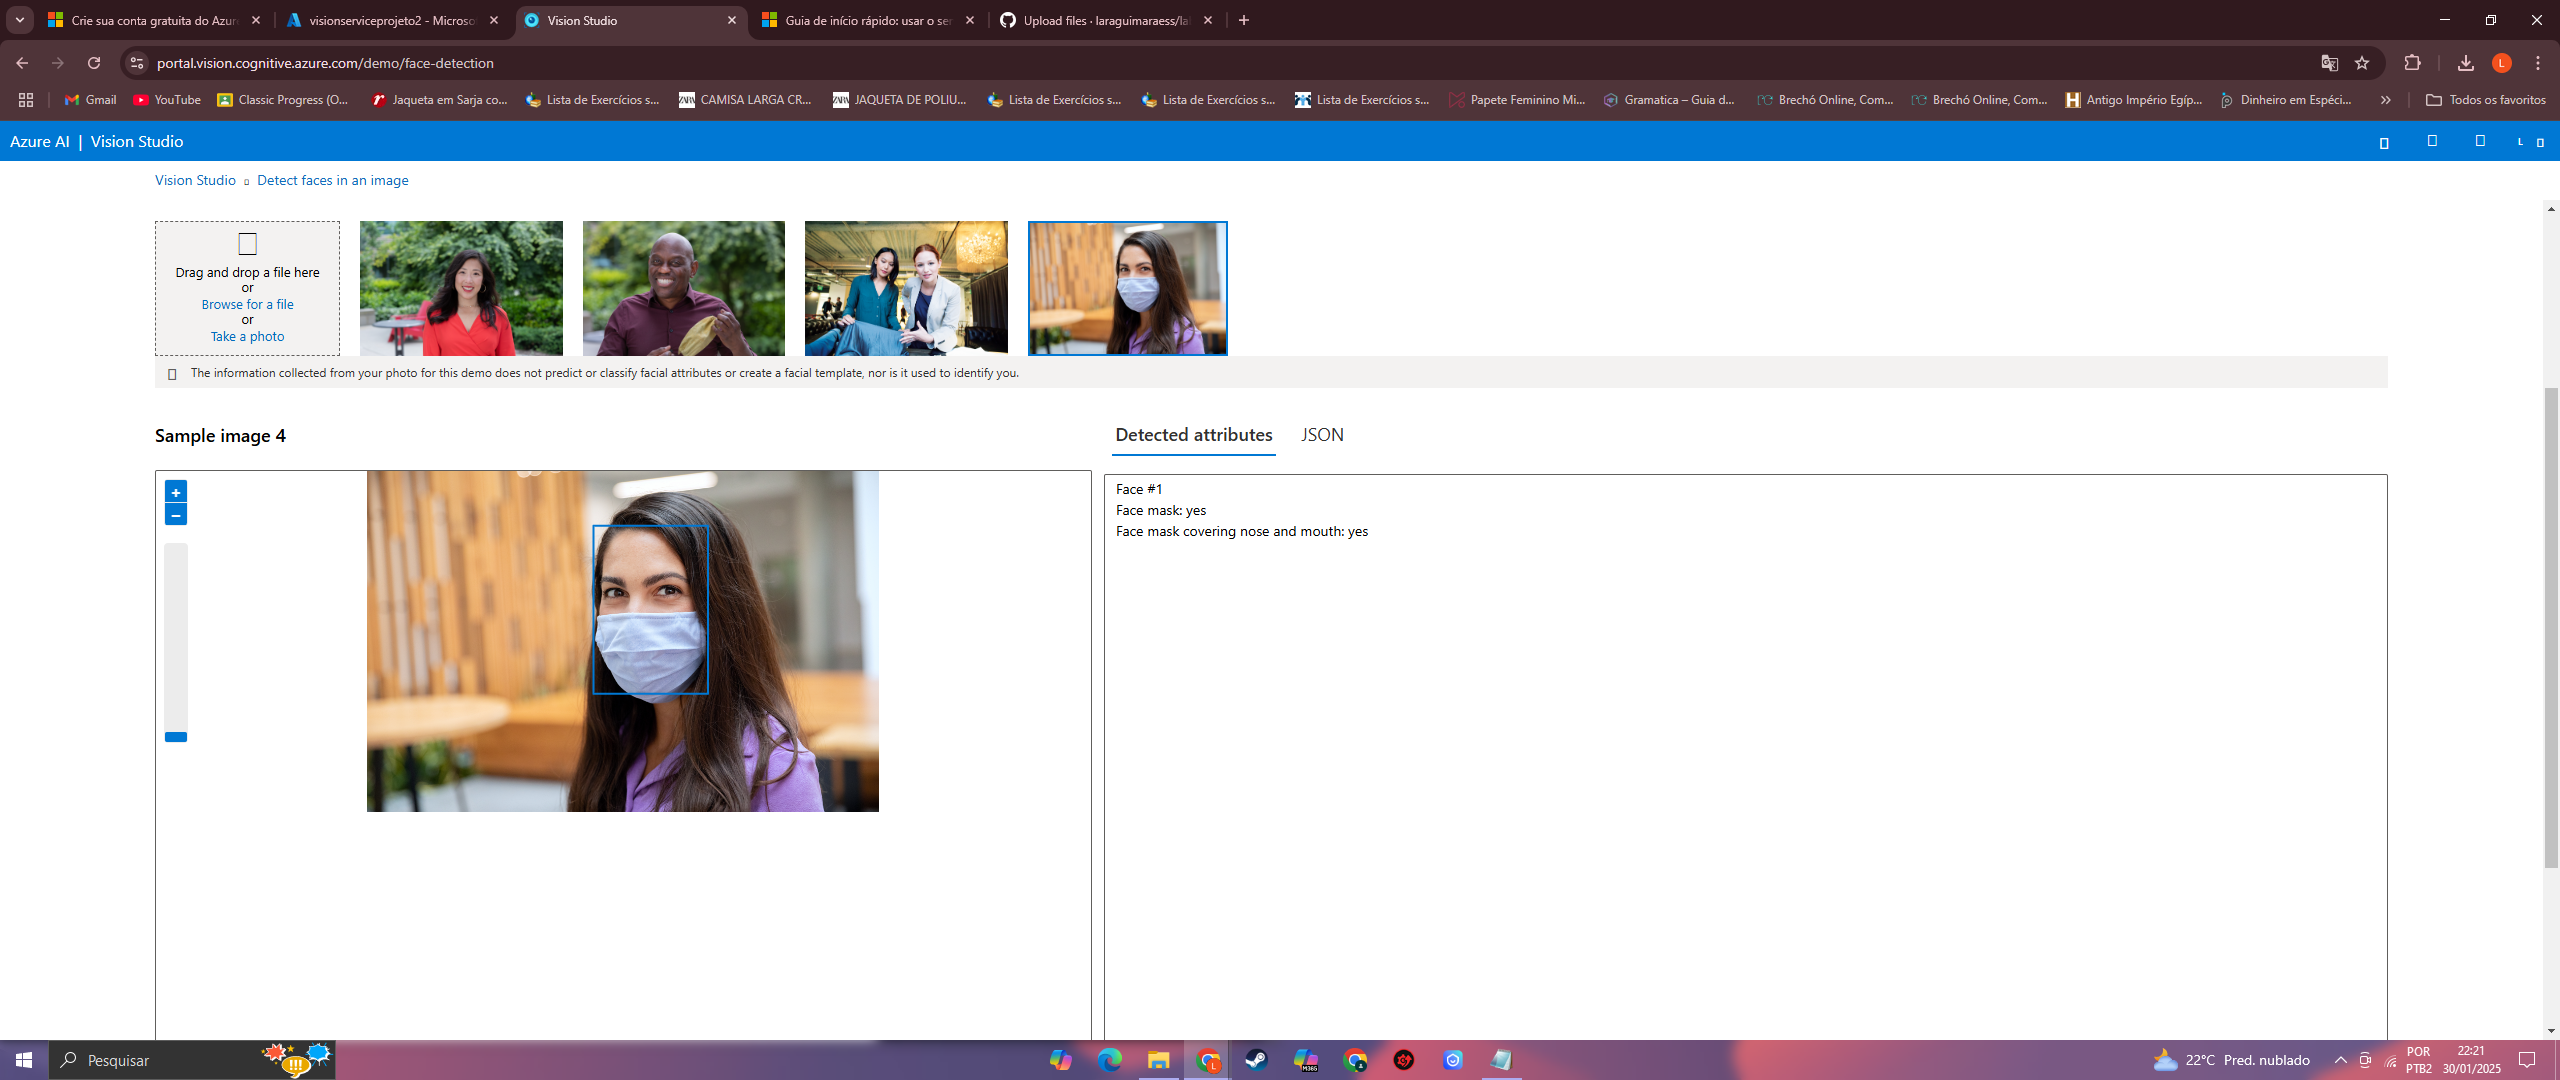 Crie sua conta gratuita do Azure
visionserviceprojeto2 - Microsof
Vision Studio
Guia de início rápido: usar o ser
Upload files · laraguimaraess/la
portal.vision.cognitive.azure.com/demo/face-detection
L
Gmail
YouTube
Classic Progress (O...
Jaqueta em Sarja co...
Lista de Exercícios s...
CAMISA LARGA CR...
JAQUETA DE POLIU...
Lista de Exercícios s...
Lista de Exercícios s...
Lista de Exercícios s...
Papete Feminino Mi...
Gramatica – Guia d...
Brechó Online, Com...
Brechó Online, Com...
Antigo Império Egíp...
Dinheiro em Espéci...
Todos os favoritos
Azure AI | Vision Studio
L
Vision Studio
Detect faces in an image
Drag and drop a file here
or
Browse for a file
or
Take a photo
The information collected from your photo for this demo does not predict or classify facial attributes or create a facial template, nor is it used to identify you.
Sample image 4
Detected attributes
JSON
Face #1
Face mask: yes
Face mask covering nose and mouth: yes
Pesquisar
22°C Pred. nublado
POR
PTB2
22:21
30/01/2025